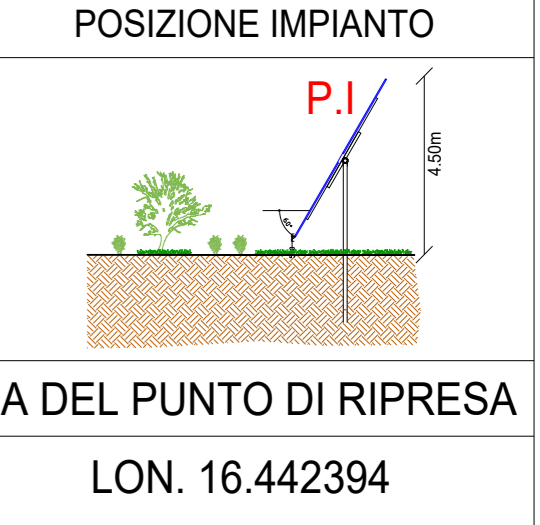 POSIZIONE IMPIANTO
P.I
4.50m
60°
A DEL PUNTO DI RIPRESA
LON. 16.442394